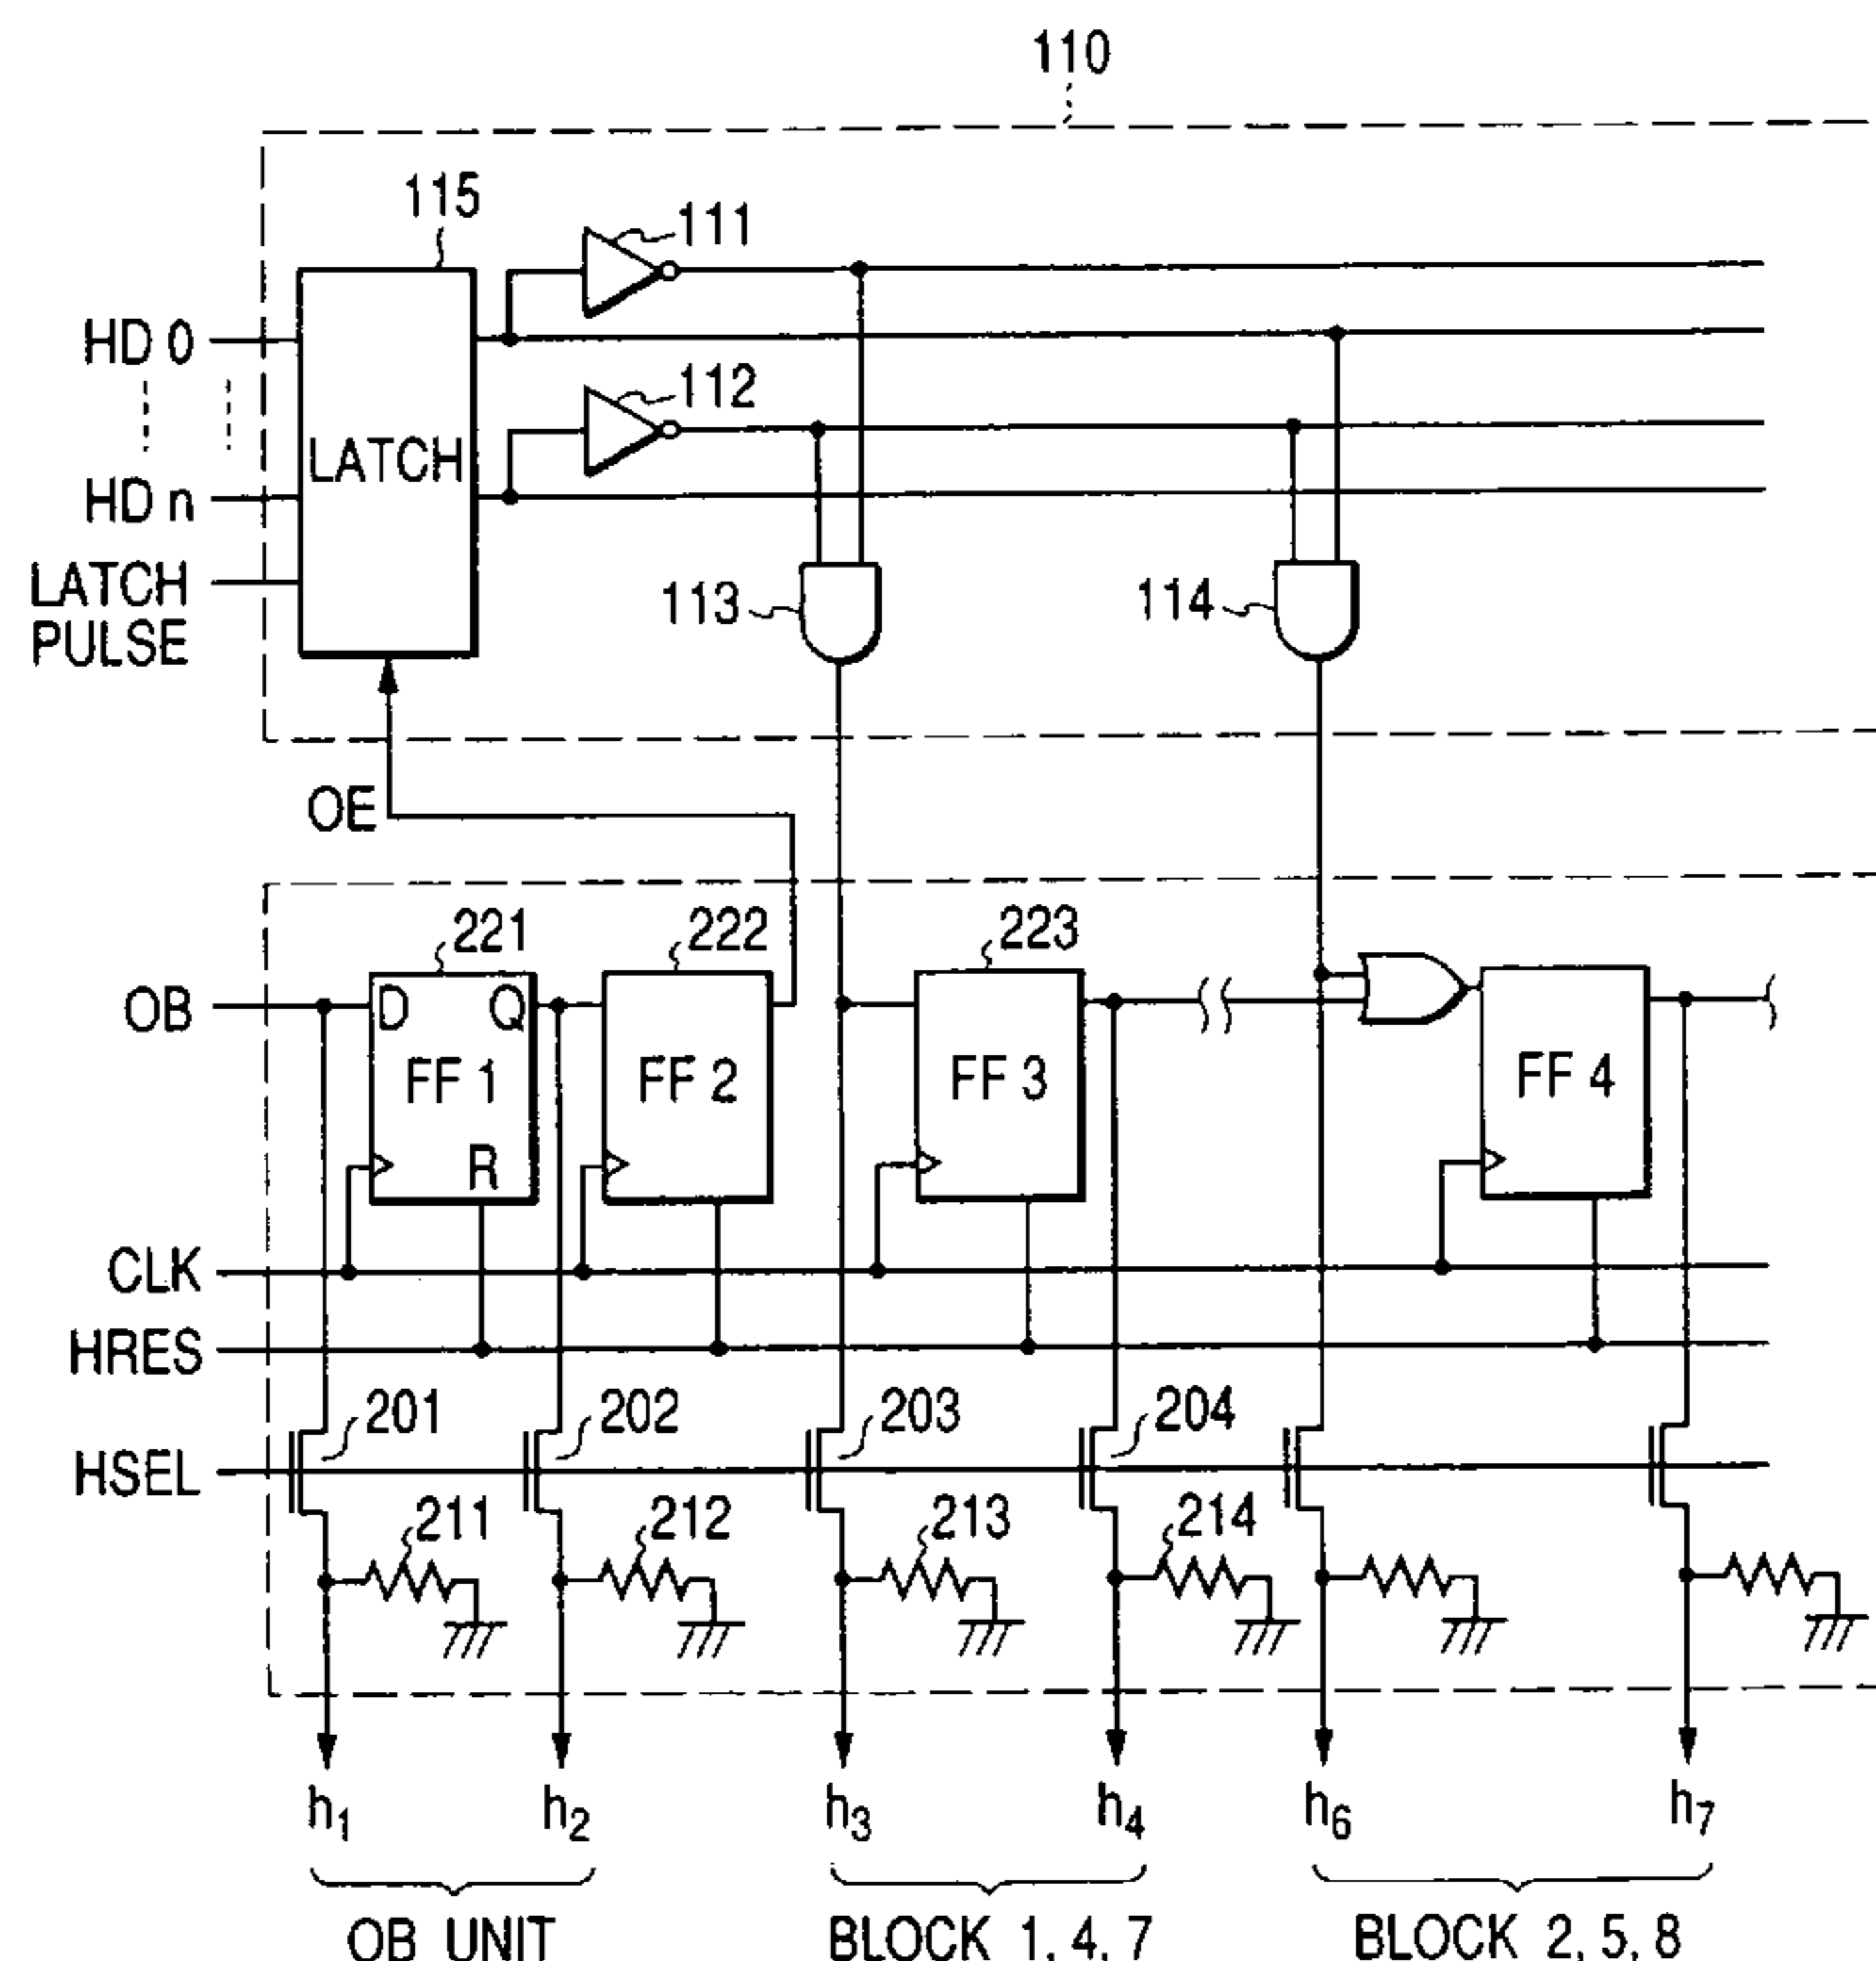 110
115
111
HD 0
112
LATCH
HD n
LATCH
PULSE
113
114
OE
221
222
223
OB
D
Q
FF 1
R
FF 2
FF 3
FF 4
CLK
HRES
201
202
203
204
HSEL
211
212
213
214
h1
h2
h3
h4
h6
h7
OB UNIT
BLOCK 1, 4, 7
BLOCK 2, 5, 8